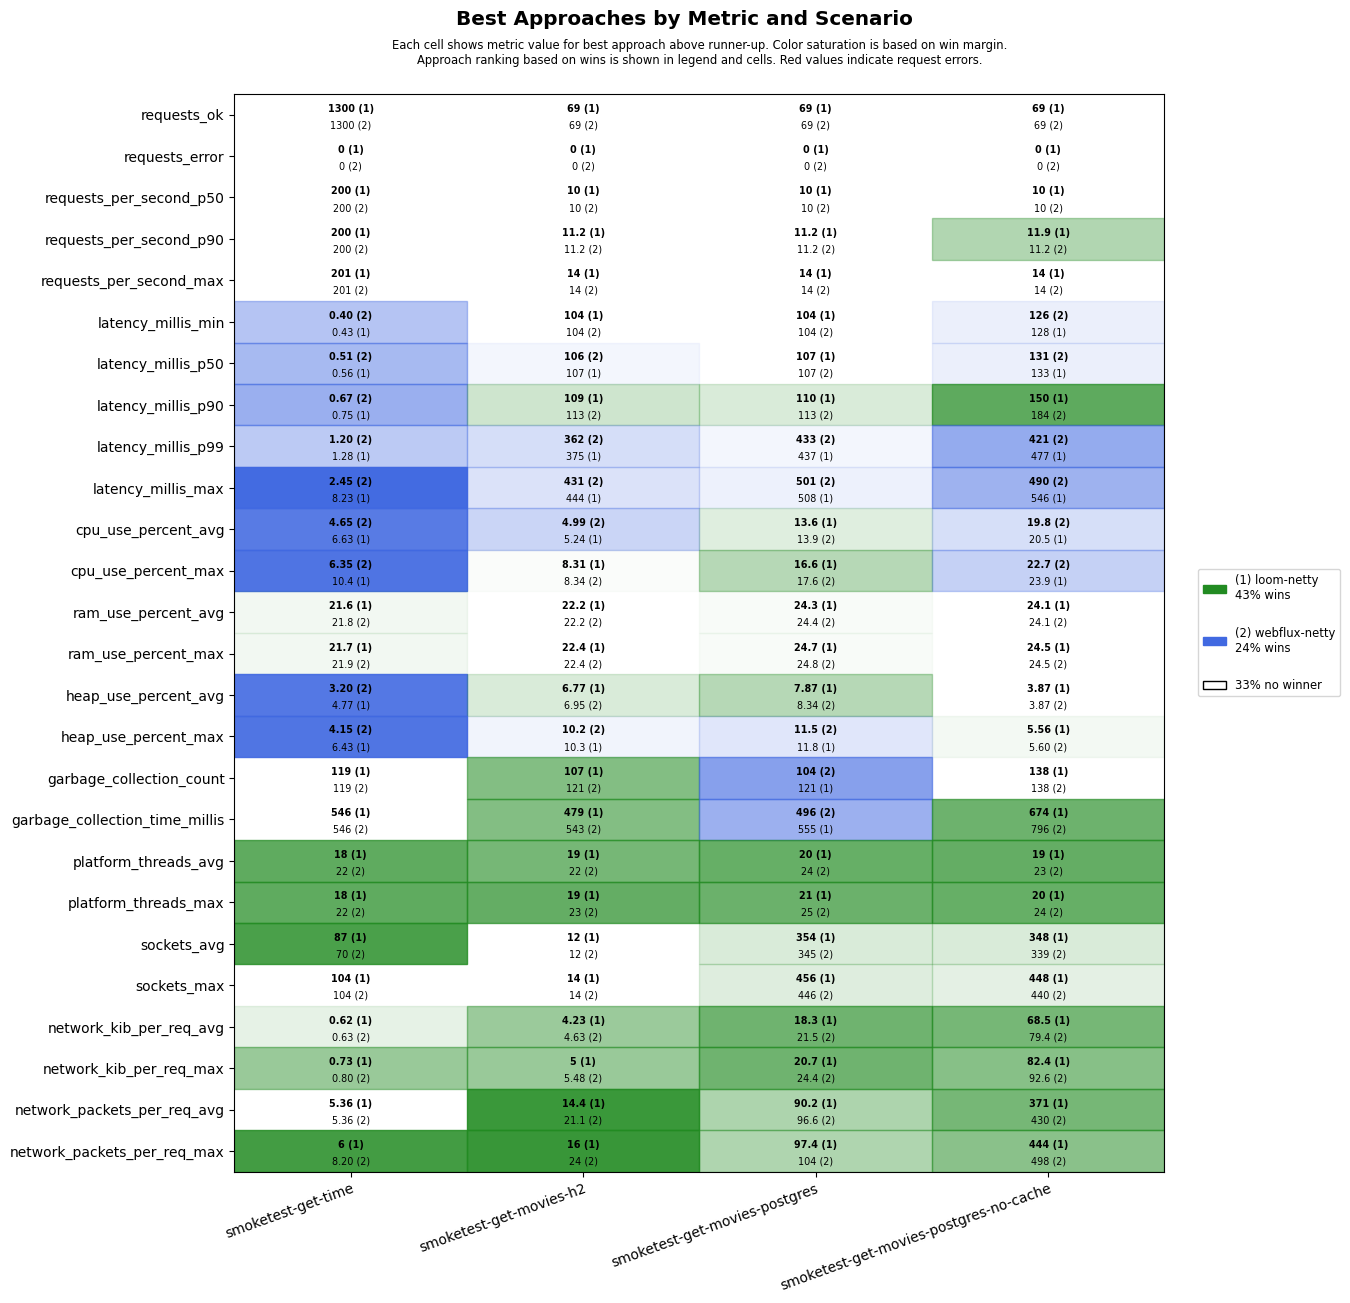 Best Approaches by Metric and Scenario
Each cell shows metric value for best approach above runner-up. Color saturation is based on win margin.
Approach ranking based on wins is shown in legend and cells. Red values indicate request errors.
requests_ok
1300 (1) 69 (1) 69 (1) 69 (1)
1300 (2) 69 (2) 69 (2) 69 (2)
requests_error
0 (1) 0 (1) 0 (1) 0 (1)
0 (2) 0 (2) 0 (2) 0 (2)
requests_per_second_p50
200 (1) 10 (1) 10 (1) 10 (1)
200 (2) 10 (2) 10 (2) 10 (2)
requests_per_second_p90
200 (1) 11.2 (1) 11.2 (1) 11.9 (1)
200 (2) 11.2 (2) 11.2 (2) 11.2 (2)
requests_per_second_max
201 (1) 14 (1) 14 (1) 14 (1)
201 (2) 14 (2) 14 (2) 14 (2)
latency_millis_min
0.40 (2) 104 (1) 104 (1) 126 (2)
0.43 (1) 104 (2) 104 (2) 128 (1)
latency_millis_p50
0.51 (2) 106 (2) 107 (1) 131 (2)
0.56 (1) 107 (1) 107 (2) 133 (1)
latency_millis_p90
0.67 (2) 109 (1) 110 (1) 150 (1)
0.75 (1) 113 (2) 113 (2) 184 (2)
latency_millis_p99
1.20 (2) 362 (2) 433 (2) 421 (2)
1.28 (1) 375 (1) 437 (1) 477 (1)
latency_millis_max
2.45 (2) 431 (2) 501 (2) 490 (2)
8.23 (1) 444 (1) 508 (1) 546 (1)
cpu_use_percent_avg
4.65 (2) 4.99 (2) 13.6 (1) 19.8 (2)
6.63 (1) 5.24 (1) 13.9 (2) 20.5 (1)
cpu_use_percent_max
6.35 (2) 8.31 (1) 16.6 (1) 22.7 (2)
10.4 (1) 8.34 (2) 17.6 (2) 23.9 (1)
ram_use_percent_avg
21.6 (1) 22.2 (1) 24.3 (1) 24.1 (1)
21.8 (2) 22.2 (2) 24.4 (2) 24.1 (2)
ram_use_percent_max
21.7 (1) 22.4 (1) 24.7 (1) 24.5 (1)
21.9 (2) 22.4 (2) 24.8 (2) 24.5 (2)
heap_use_percent_avg
3.20 (2) 6.77 (1) 7.87 (1) 3.87 (1)
4.77 (1) 6.95 (2) 8.34 (2) 3.87 (2)
heap_use_percent_max
4.15 (2) 10.2 (2) 11.5 (2) 5.56 (1)
6.43 (1) 10.3 (1) 11.8 (1) 5.60 (2)
garbage_collection_count
119 (1) 107 (1) 104 (2) 138 (1)
119 (2) 121 (2) 121 (1) 138 (2)
garbage_collection_time_millis
546 (1) 479 (1) 496 (2) 674 (1)
546 (2) 543 (2) 555 (1) 796 (2)
platform_threads_avg
18 (1) 19 (1) 20 (1) 19 (1)
22 (2) 22 (2) 24 (2) 23 (2)
platform_threads_max
18 (1) 19 (1) 21 (1) 20 (1)
22 (2) 23 (2) 25 (2) 24 (2)
sockets_avg
87 (1) 12 (1) 354 (1) 348 (1)
70 (2) 12 (2) 345 (2) 339 (2)
sockets_max
104 (1) 14 (1) 456 (1) 448 (1)
104 (2) 14 (2) 446 (2) 440 (2)
network_kib_per_req_avg
0.62 (1) 4.23 (1) 18.3 (1) 68.5 (1)
0.63 (2) 4.63 (2) 21.5 (2) 79.4 (2)
network_kib_per_req_max
0.73 (1) 5 (1) 20.7 (1) 82.4 (1)
0.80 (2) 5.48 (2) 24.4 (2) 92.6 (2)
network_packets_per_req_avg
5.36 (1) 14.4 (1) 90.2 (1) 371 (1)
5.36 (2) 21.1 (2) 96.6 (2) 430 (2)
network_packets_per_req_max
6 (1) 16 (1) 97.4 (1) 444 (1)
8.20 (2) 24 (2) 104 (2) 498 (2)
smoketest-get-time
smoketest-get-movies-h2
smoketest-get-movies-postgres
smoketest-get-movies-postgres-no-cache
(1) loom-netty
43% wins
(2) webflux-netty
24% wins
33% no winner